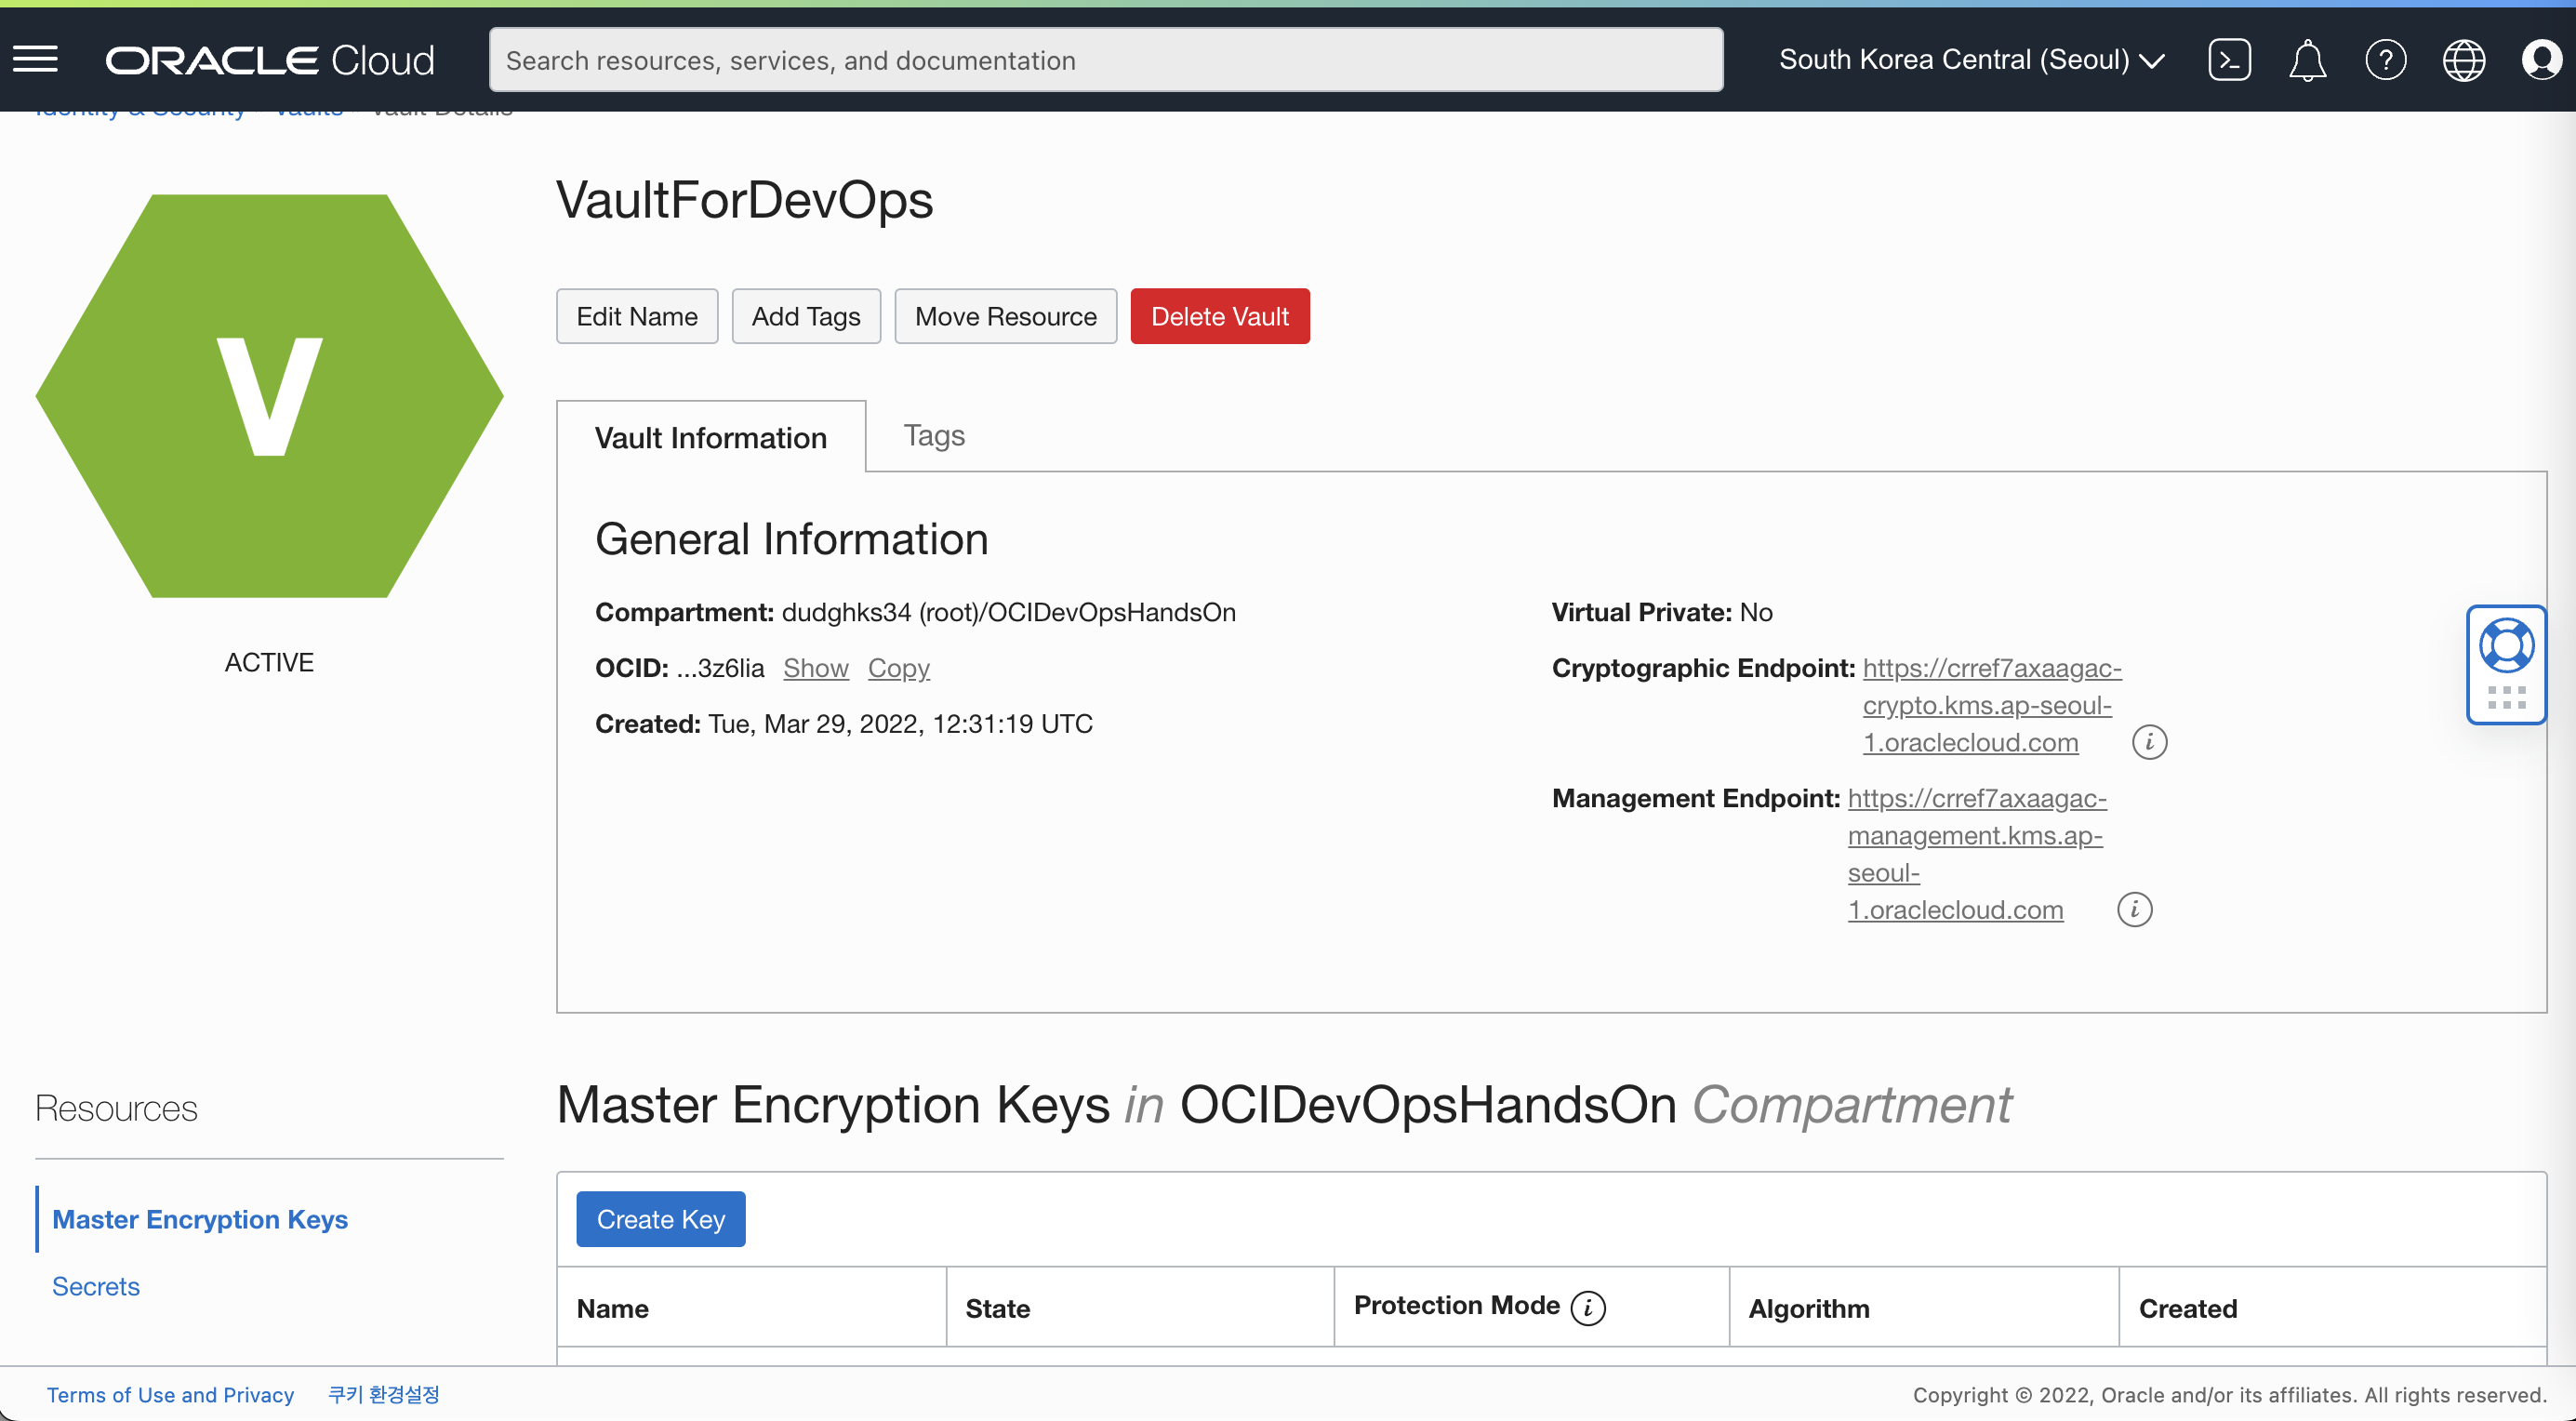 ORACLE Cloud
Search resources, services, and documentation
South Korea Central (Seoul)
Identity & Security Vaults Vault Details
V
ACTIVE
VaultForDevOps
Edit Name Add Tags Move Resource Delete Vault
Vault Information Tags
General Information
Compartment: dudghks34 (root)/OCIDevOpsHandsOn
OCID: ...3z6lia Show Copy
Created: Tue, Mar 29, 2022, 12:31:19 UTC
Virtual Private: No
Cryptographic Endpoint: https://crref7axaagac-
crypto.kms.ap-seoul-
1.oraclecloud.com
Management Endpoint: https://crref7axaagac-
management.kms.ap-
seoul-
1.oraclecloud.com
Resources
Master Encryption Keys
Secrets
Master Encryption Keys in OCIDevOpsHandsOn Compartment
Create Key
Name State Protection Mode Algorithm Created
Terms of Use and Privacy 쿠키 환경설정
Copyright © 2022, Oracle and/or its affiliates. All rights reserved.